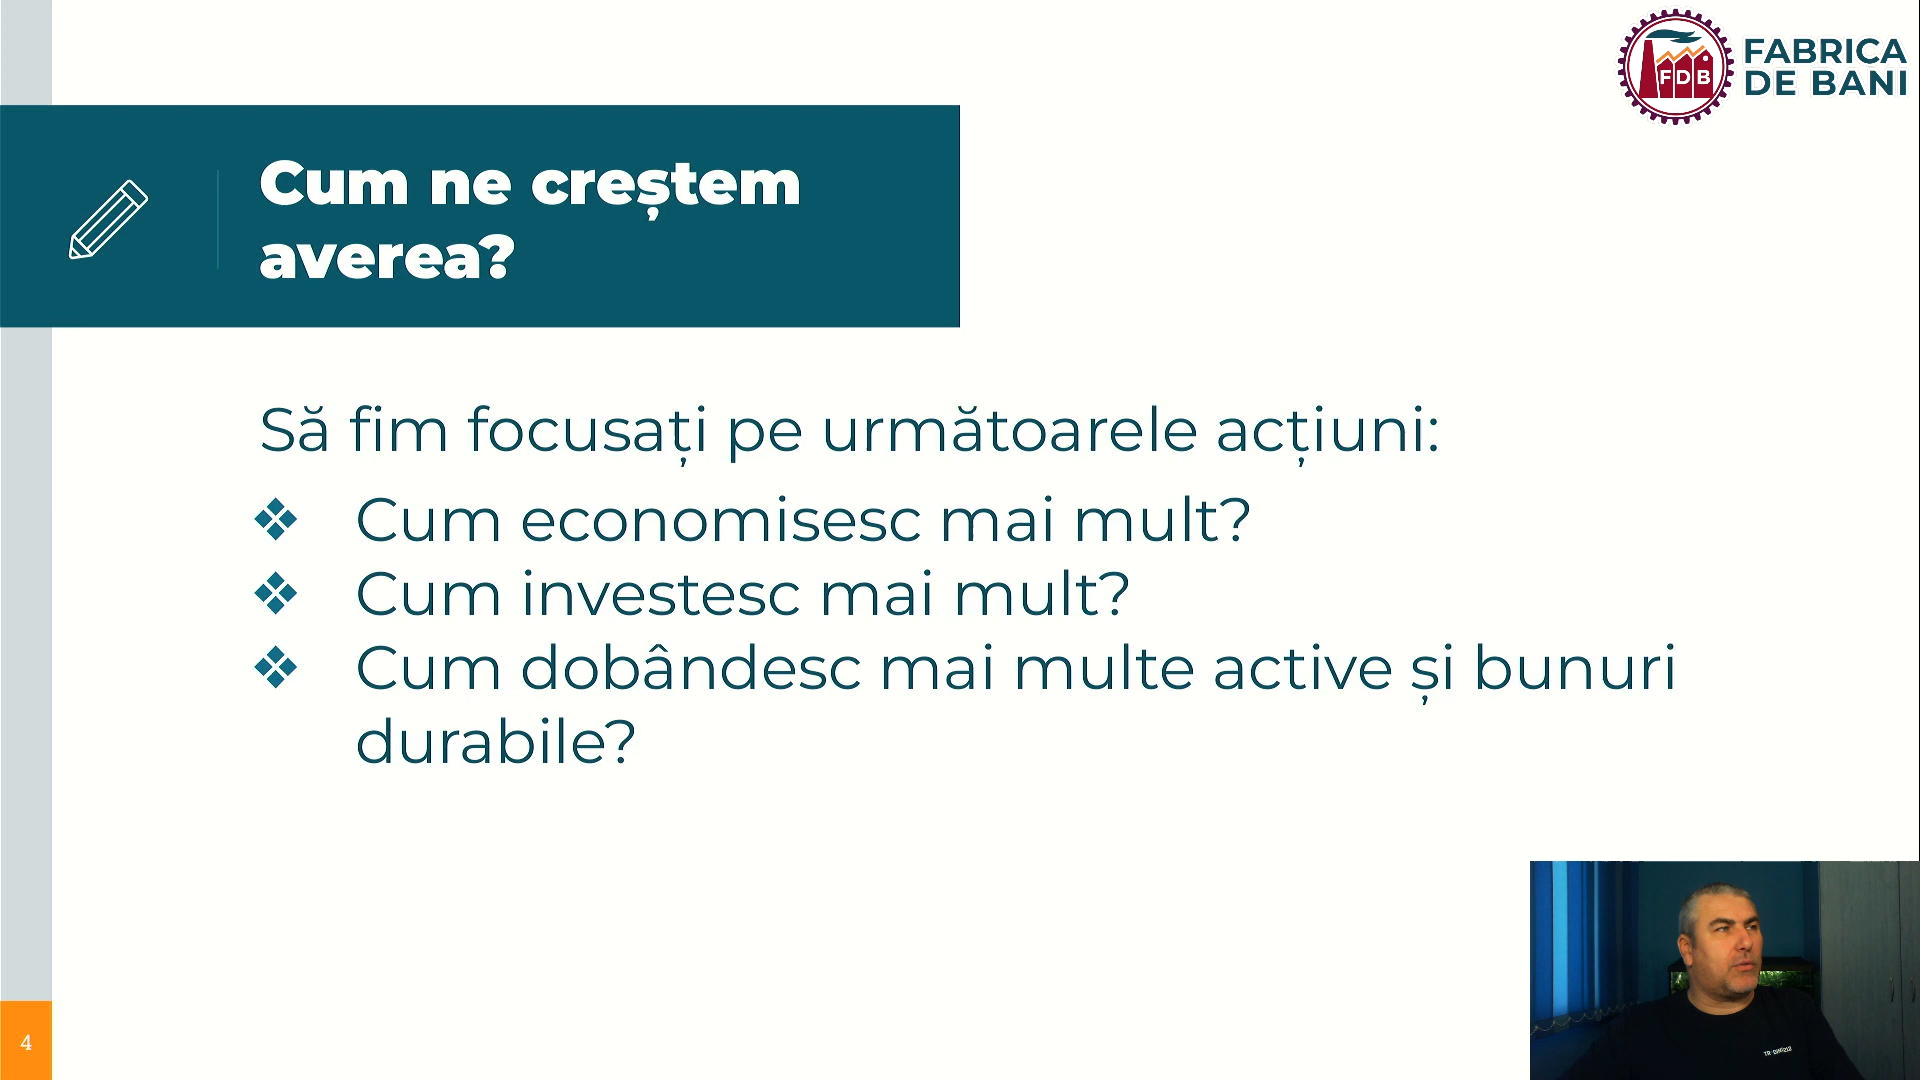 FABRICA
DE BANI
FDB
Cum ne creștem
averea?
Să fim focusați pe următoarele acțiuni:
❖ Cum economisesc mai mult?
❖ Cum investesc mai mult?
❖ Cum dobândesc mai multe active și bunuri
durabile?
4